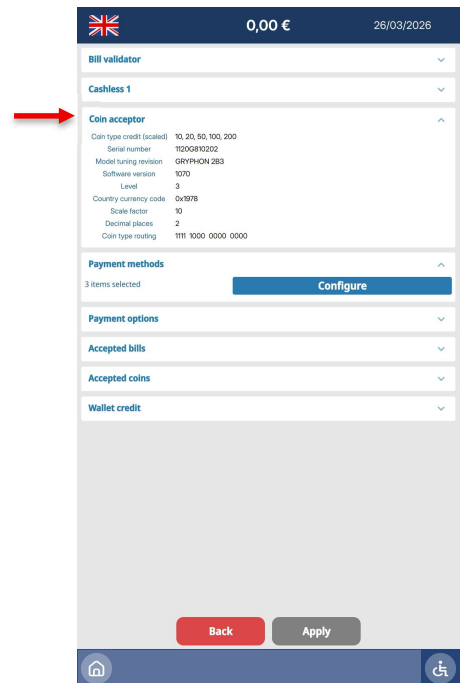 0,00 €
26/03/2026
Bill validator
Cashless 1
Coin acceptor
Coin type credit (scaled) 10, 20, 50, 100, 200
Serial number 1120G810202
Model tuning revision GRYPHON 2B3
Software version 1070
Level 3
Country currency code 0x1978
Scale factor 10
Decimal places 2
Coin type routing 1111 1000 0000 0000
Payment methods
3 items selected
Configure
Payment options
Accepted bills
Accepted coins
Wallet credit
Back
Apply